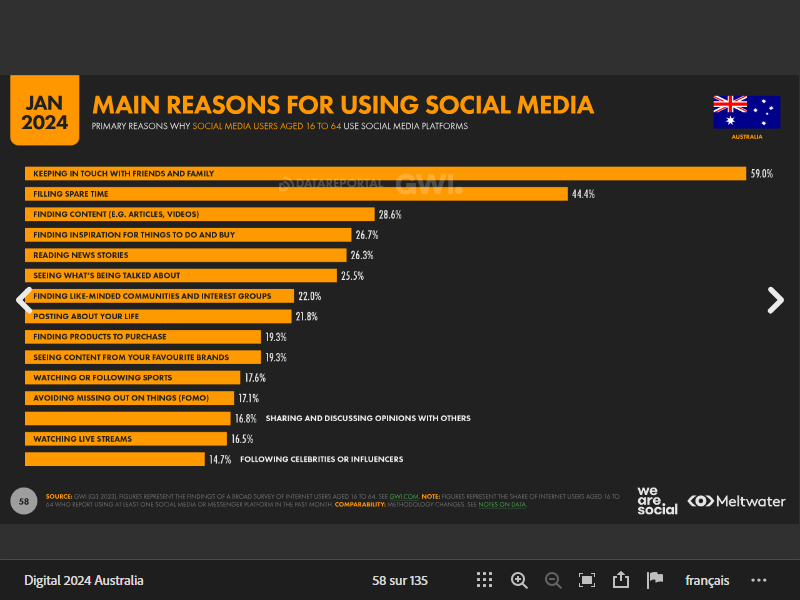 JAN
2024
MAIN REASONS FOR USING SOCIAL MEDIA
PRIMARY REASONS WHY SOCIAL MEDIA USERS AGED 16 TO 64 USE SOCIAL MEDIA PLATFORMS
AUSTRALIA
KEEPING IN TOUCH WITH FRIENDS AND FAMILY 59.0%
DATAREPORTAL GWI.
FILLING SPARE TIME 44.4%
FINDING CONTENT (E.G. ARTICLES, VIDEOS) 28.6%
FINDING INSPIRATION FOR THINGS TO DO AND BUY 26.7%
READING NEWS STORIES 26.3%
SEEING WHAT'S BEING TALKED ABOUT 25.5%
FINDING LIKE-MINDED COMMUNITIES AND INTEREST GROUPS 22.0%
POSTING ABOUT YOUR LIFE 21.8%
FINDING PRODUCTS TO PURCHASE 19.3%
SEEING CONTENT FROM YOUR FAVOURITE BRANDS 19.3%
WATCHING OR FOLLOWING SPORTS 17.6%
AVOIDING MISSING OUT ON THINGS (FOMO) 17.1%
16.8% SHARING AND DISCUSSING OPINIONS WITH OTHERS
WATCHING LIVE STREAMS 16.5%
14.7% FOLLOWING CELEBRITIES OR INFLUENCERS
58
SOURCE: GWI (Q3 2023). FIGURES REPRESENT THE FINDINGS OF A BROAD SURVEY OF INTERNET USERS AGED 16 TO 64. SEE GWI.COM. NOTE: FIGURES REPRESENT THE SHARE OF INTERNET USERS AGED 16 TO
64 WHO REPORT USING AT LEAST ONE SOCIAL MEDIA OR MESSENGER PLATFORM IN THE PAST MONTH. COMPARABILITY: METHODOLOGY CHANGES. SEE NOTES ON DATA.
we
are.
social
Meltwater
Digital 2024 Australia
58 sur 135
français